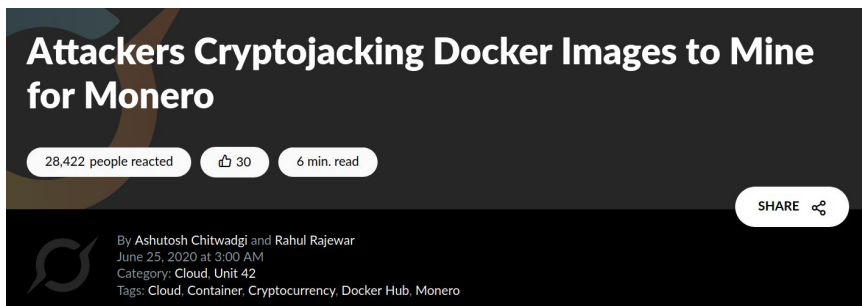 Attackers Cryptojacking Docker Images to Mine
for Monero
28,422 people reacted
30
6 min. read
SHARE
By Ashutosh Chitwadgi and Rahul Rajewar
June 25, 2020 at 3:00 AM
Category: Cloud, Unit 42
Tags: Cloud, Container, Cryptocurrency, Docker Hub, Monero